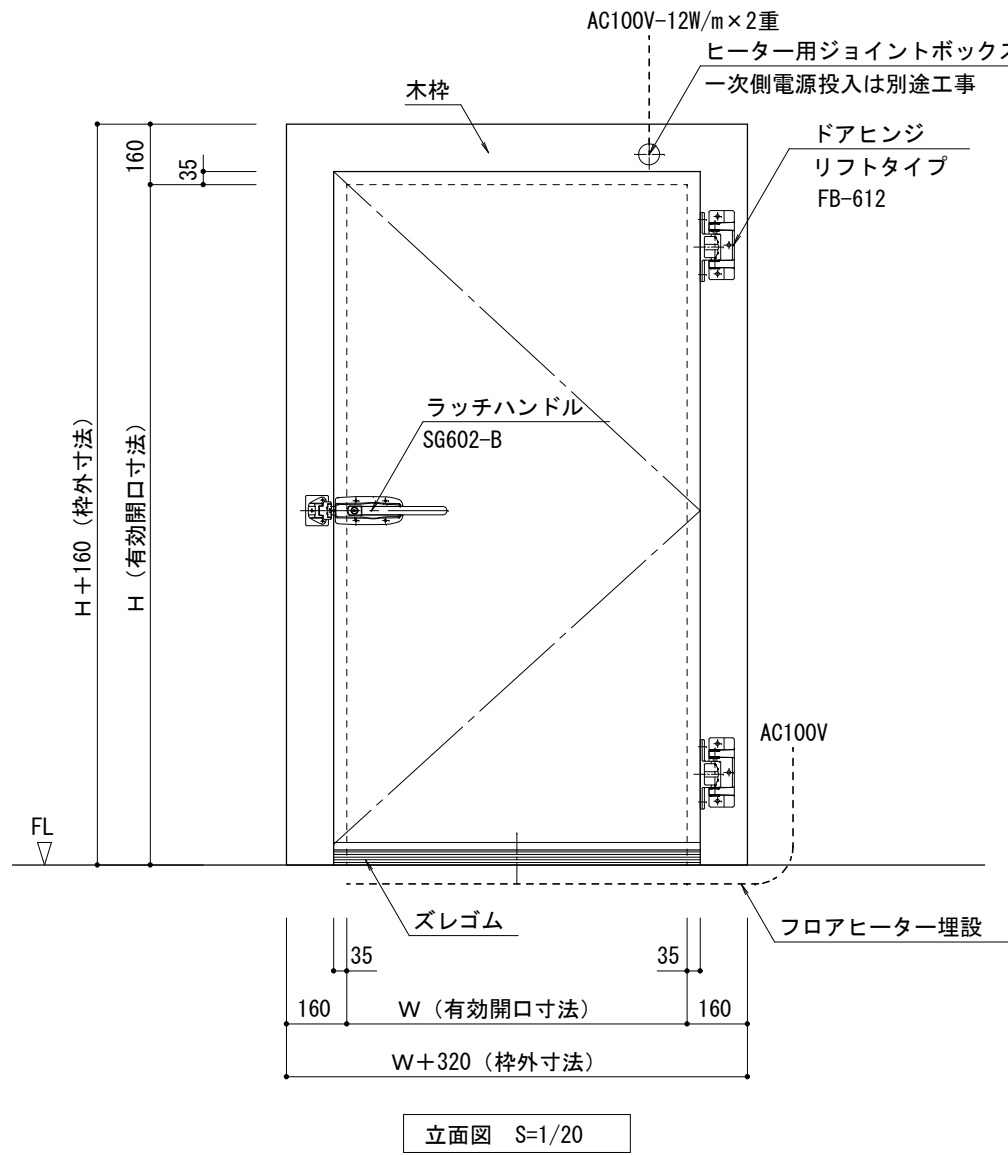 AC100V-12W/m×2重
ヒーター用ジョイントボックス
一次側電源投入は別途工事
木枠
ドアヒンジ
リフトタイプ
FB-612
160
35
H+160(枠外寸法)
H(有効開口寸法)
ラッチハンドル
SG602-B
AC100V
FL
ズレゴム
フロアヒーター埋設
35
35
160
W(有効開口寸法)
160
W+320(枠外寸法)
立面図 S=1/20